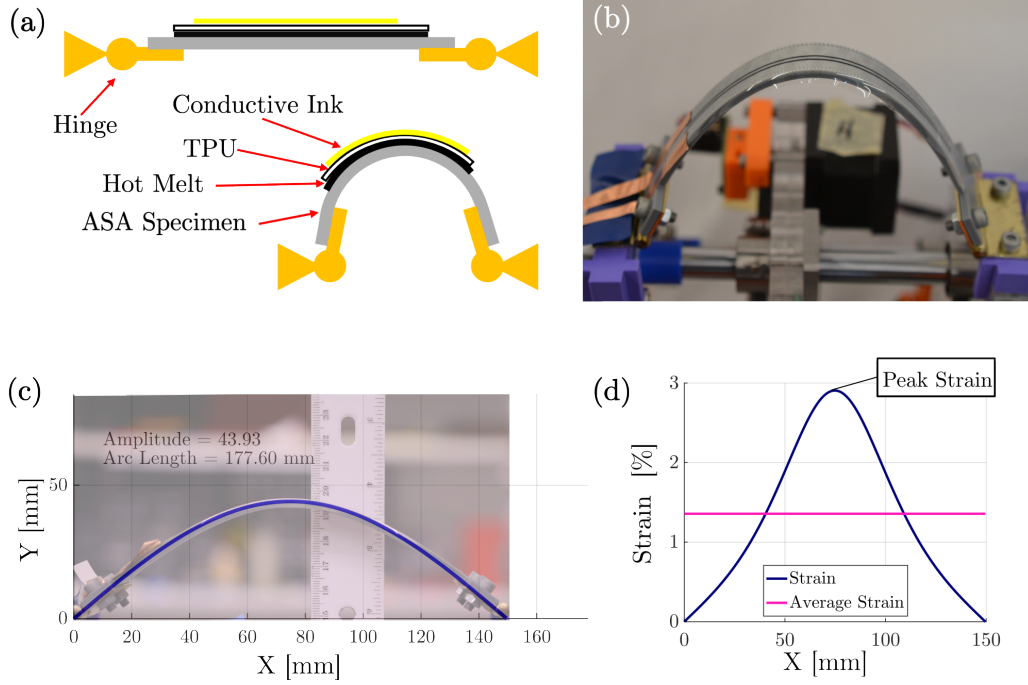 (a)
Hinge
Conductive Ink
TPU
Hot Melt
ASA Specimen
(b)
(c)
Amplitude = 43.93
Arc Length = 177.60 mm
Y [mm]
50
0
0 20 40 60 80 100 120 140 160
X [mm]
(d)
Peak Strain
Strain [%]
3
2
1
0
Strain
Average Strain
0 50 100 150
X [mm]